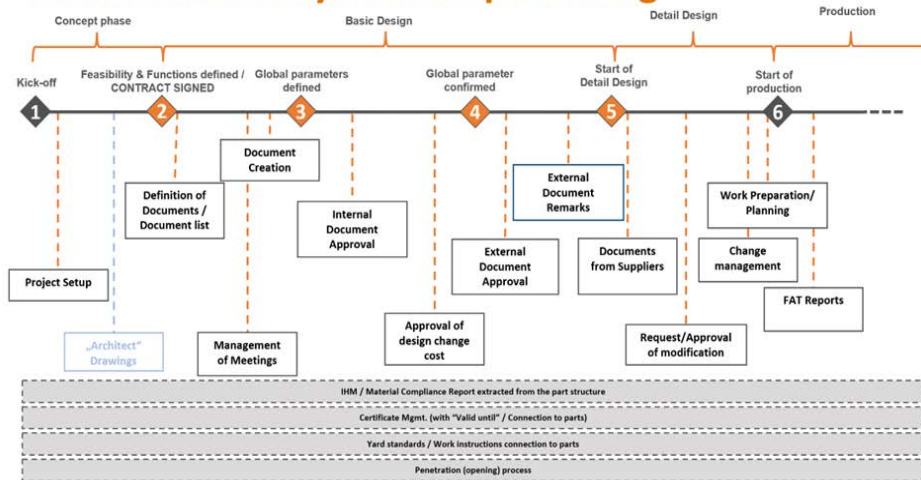 Concept phase
Basic Design
Detail Design
Production
Kick-off
Feasibility & Functions defined /
CONTRACT SIGNED
Global parameters
defined
Global parameter
confirmed
Start of
Detail Design
Start of
production
1
2
3
4
5
6
Document
Creation
Definition of
Documents /
Document list
Internal
Document
Approval
External
Document
Remarks
Work Preparation/
Planning
External
Document
Approval
Documents
from Suppliers
Change
management
Project Setup
FAT Reports
„Architect“
Drawings
Management
of Meetings
Approval of
design change
cost
Request/Approval
of modification
IHM / Material Compliance Report extracted from the part structure
Certificate Mgmt. (with “Valid until” / Connection to parts)
Yard standards / Work instructions connection to parts
Penetration (opening) process